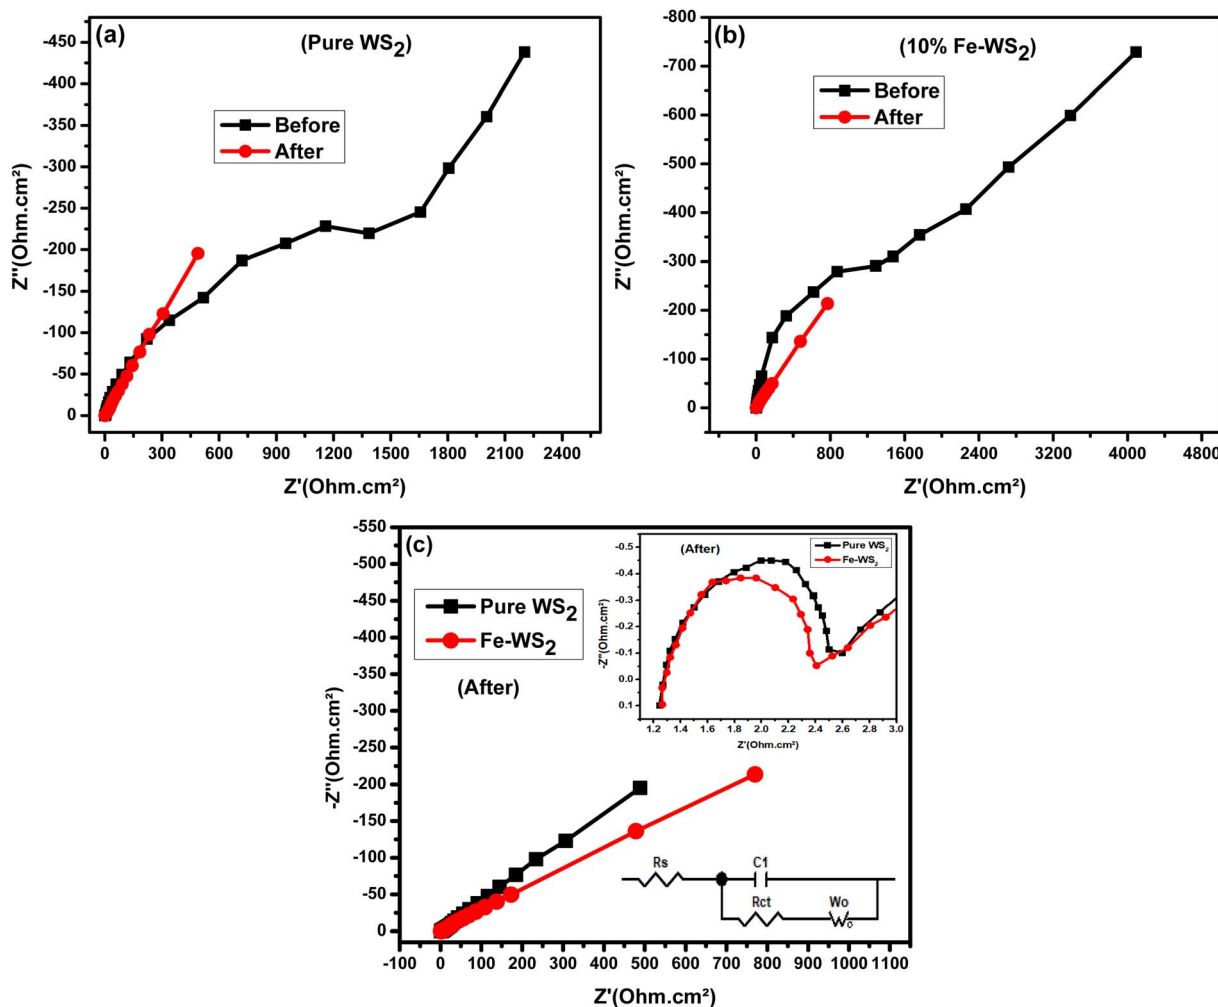 (a)
(Pure WS2)
Before
After
-450
-400
-350
-300
-250
-200
-150
-100
-50
0
Z''(Ohm.cm²)
0 300 600 900 1200 1500 1800 2100 2400
Z'(Ohm.cm²)
(b)
(10% Fe-WS2)
Before
After
-800
-700
-600
-500
-400
-300
-200
-100
0
Z''(Ohm.cm²)
0 800 1600 2400 3200 4000 4800
Z'(Ohm.cm²)
(c)
Pure WS2
Fe-WS2
(After)
-550
-500
-450
-400
-350
-300
-250
-200
-150
-100
-50
0
-Z''(Ohm.cm²)
-100 0 100 200 300 400 500 600 700 800 900 1000 1100
Z'(Ohm.cm²)
(After)
Pure WS2
Fe-WS2
-0.5
-0.4
-0.3
-0.2
-0.1
0.0
0.1
-Z''(Ohm.cm²)
1.2 1.4 1.6 1.8 2.0 2.2 2.4 2.6 2.8 3.0
Z'(Ohm.cm²)
Rs C1
Rct Wo